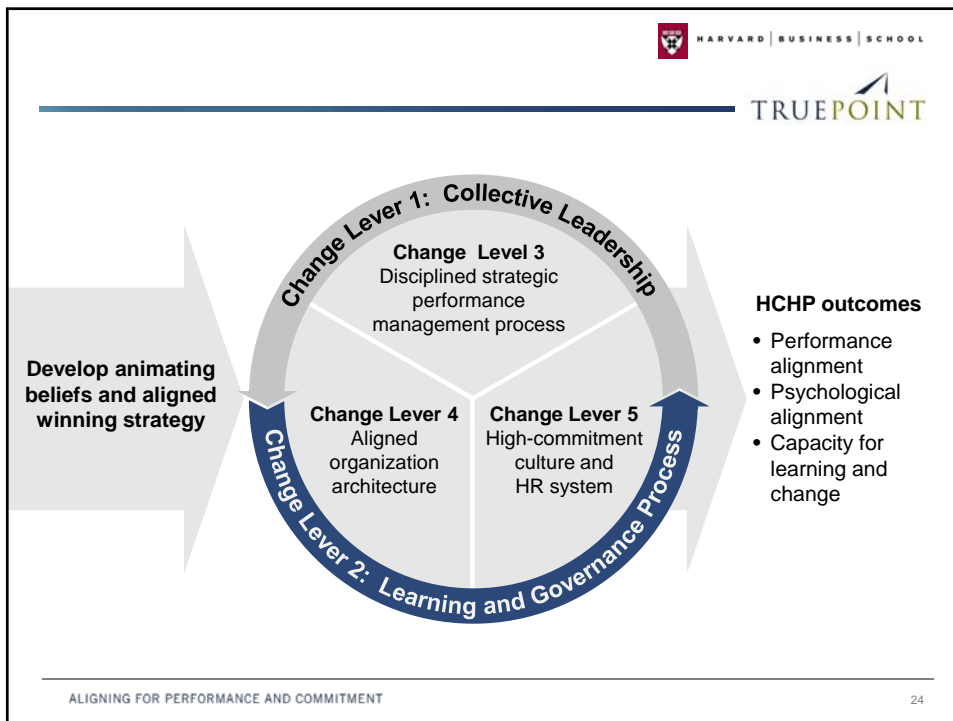 HARVARD | BUSINESS | SCHOOL
TRUEPOINT
Change Lever 1: Collective Leadership
Change Level 3
Disciplined strategic
performance
management process
Develop animating
beliefs and aligned
winning strategy
Change Lever 4
Aligned
organization
architecture
Change Lever 5
High-commitment
culture and
HR system
Change Lever 2: Learning and Governance Process
HCHP outcomes
• Performance
alignment
• Psychological
alignment
• Capacity for
learning and
change
ALIGNING FOR PERFORMANCE AND COMMITMENT
24